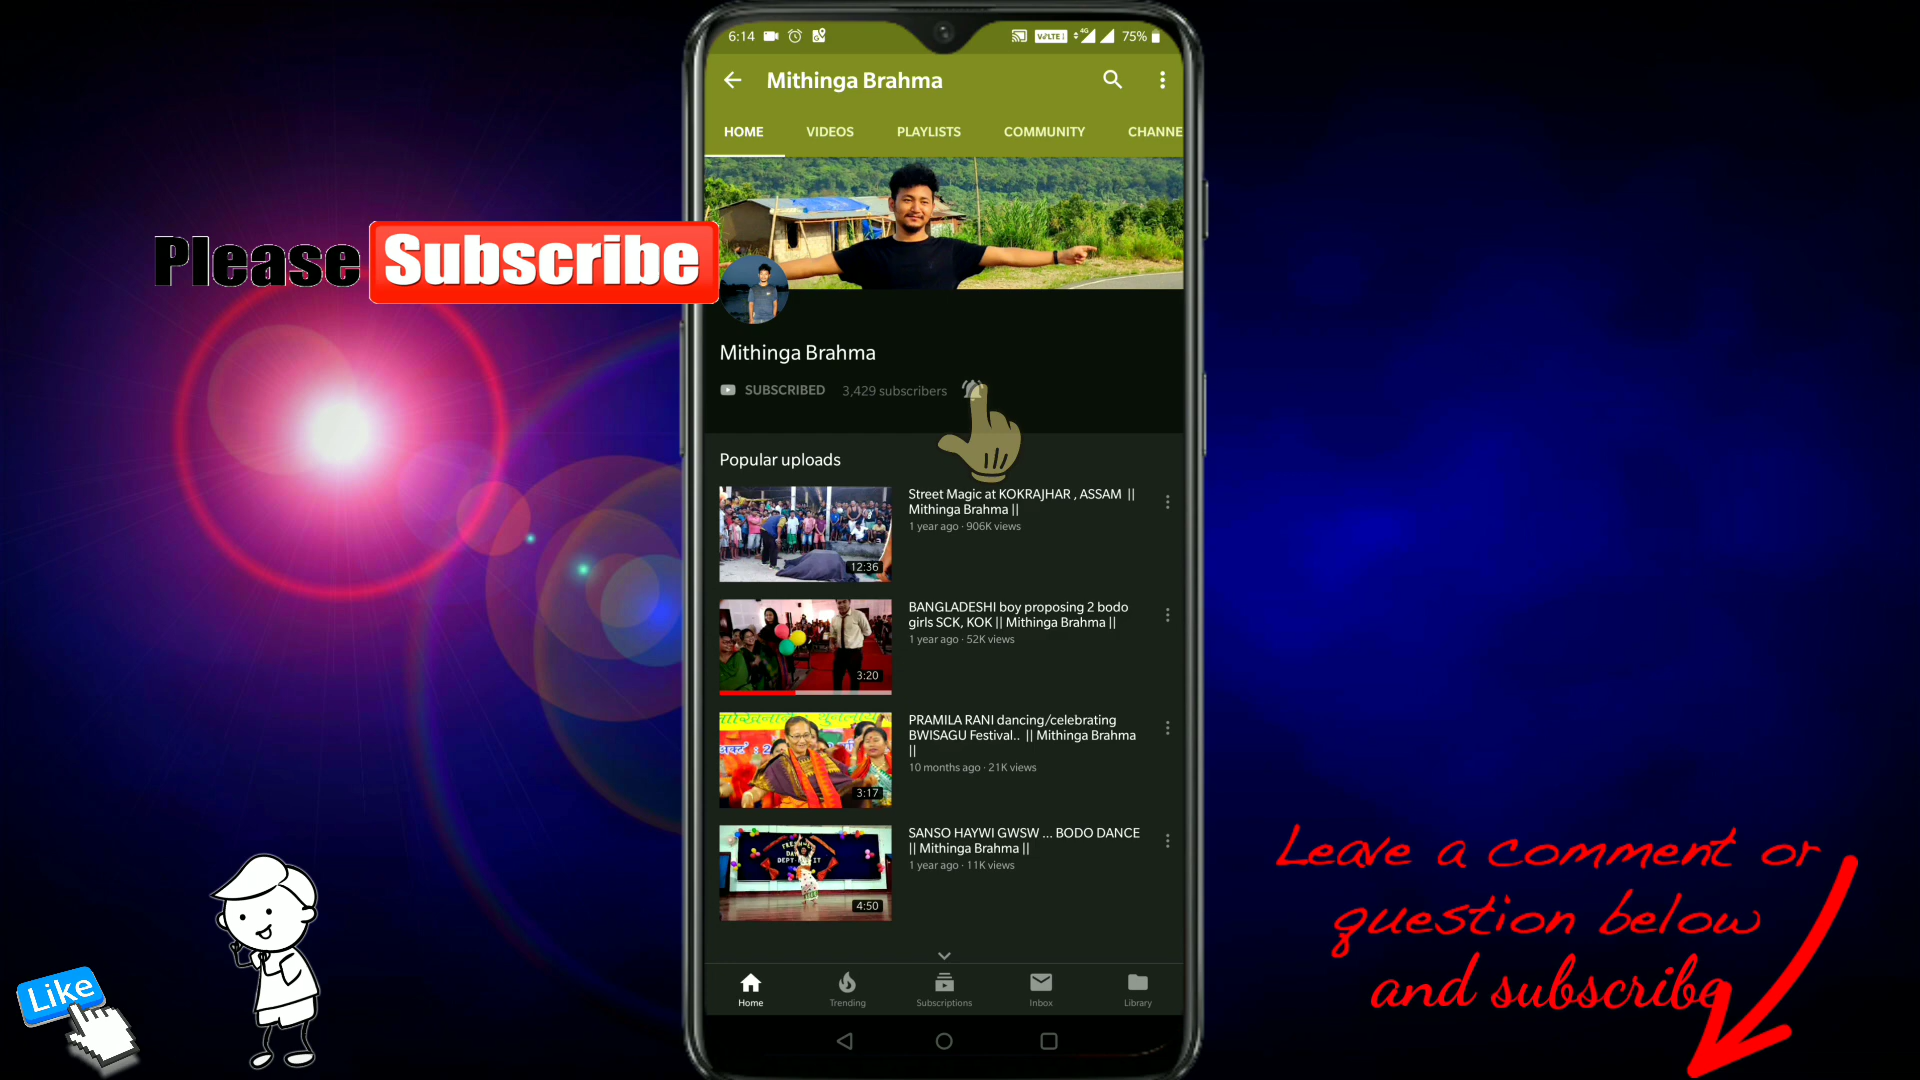 6:14 VoLTE 4G 75%
Mithinga Brahma
HOME VIDEOS PLAYLISTS COMMUNITY CHANNE
Please Subscribe
Mithinga Brahma
SUBSCRIBED 3,429 subscribers
Popular uploads
Street Magic at KOKRAJHAR , ASSAM ||
Mithinga Brahma ||
1 year ago · 906K views
12:36
BANGLADESHI boy proposing 2 bodo
girls SCK, KOK || Mithinga Brahma ||
1 year ago · 52K views
3:20
PRAMILA RANI dancing/celebrating
BWISAGU Festival.. || Mithinga Brahma
||
10 months ago · 21K views
3:17
SANSO HAYWI GWSW ... BODO DANCE
|| Mithinga Brahma ||
1 year ago · 11K views
4:50
Home Trending Subscriptions Inbox Library
Like
Leave a comment or
question below
and subscribe